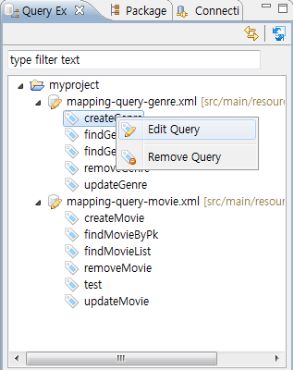 Query Ex
Package
Connecti
type filter text
myproject
mapping-query-genre.xml [src/main/resour
createGenre
findGe
findGe
removeGenre
updateGenre
Edit Query
Remove Query
mapping-query-movie.xml [src/main/resour
createMovie
findMovieByPk
findMovieList
removeMovie
test
updateMovie